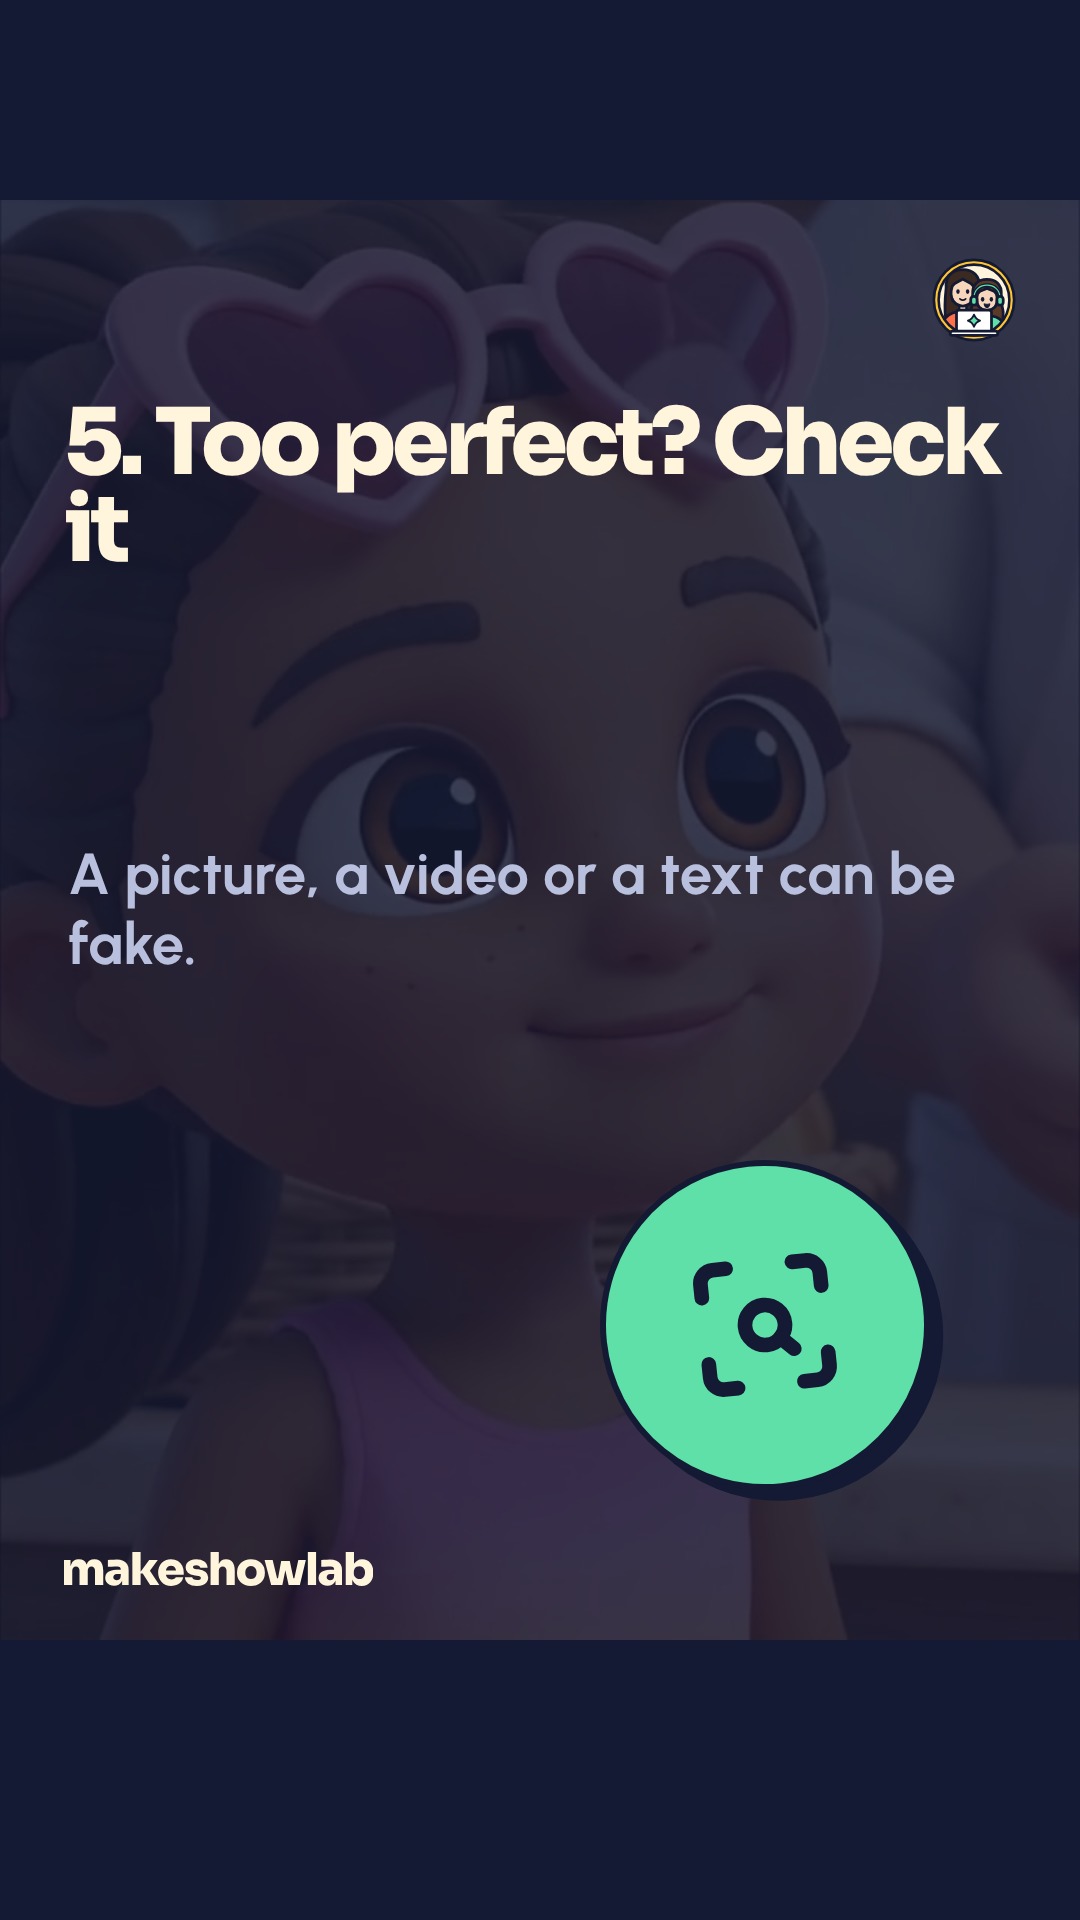 5. Too perfect? Check
it
A picture, a video or a text can be
fake.
makeshowlab